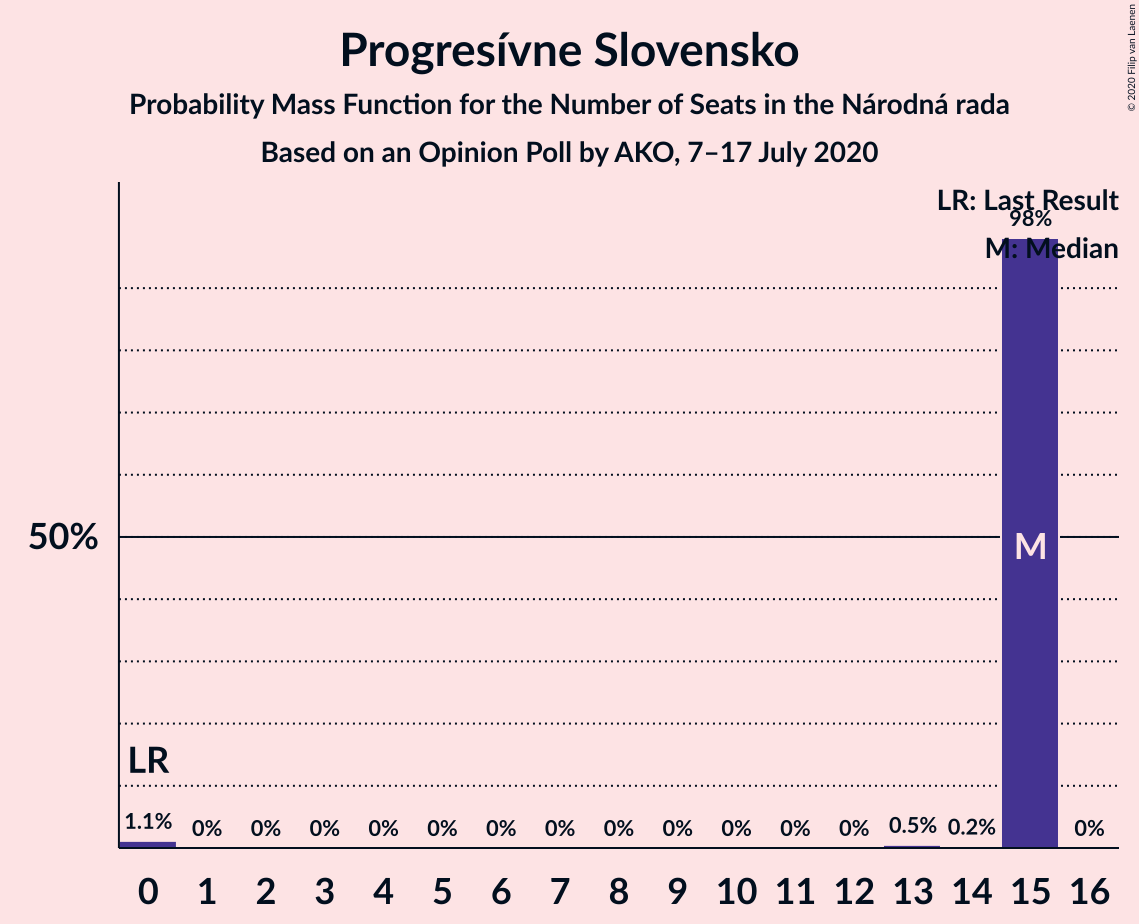 Progresívne Slovensko
Probability Mass Function for the Number of Seats in the Národná rada
Based on an Opinion Poll by AKO, 7–17 July 2020
© 2020 Filip van Laenen
LR: Last Result
98%
M: Median
50%
M
LR
1.1% 0% 0% 0% 0% 0% 0% 0% 0% 0% 0% 0% 0% 0.5% 0.2% 0%
0 1 2 3 4 5 6 7 8 9 10 11 12 13 14 15 16